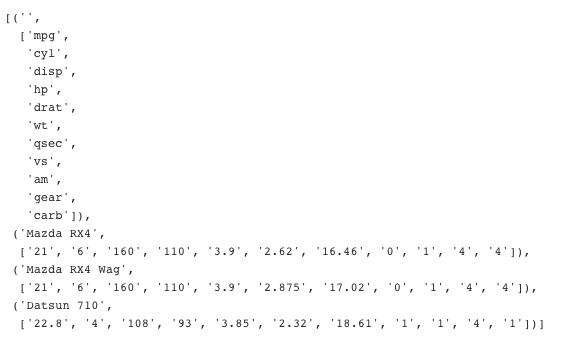 [('',
  ['mpg',
   'cyl',
   'disp',
   'hp',
   'drat',
   'wt',
   'qsec',
   'vs',
   'am',
   'gear',
   'carb']),
 ('Mazda RX4',
  ['21', '6', '160', '110', '3.9', '2.62', '16.46', '0', '1', '4', '4']),
 ('Mazda RX4 Wag',
  ['21', '6', '160', '110', '3.9', '2.875', '17.02', '0', '1', '4', '4']),
 ('Datsun 710',
  ['22.8', '4', '108', '93', '3.85', '2.32', '18.61', '1', '1', '4', '1'])]